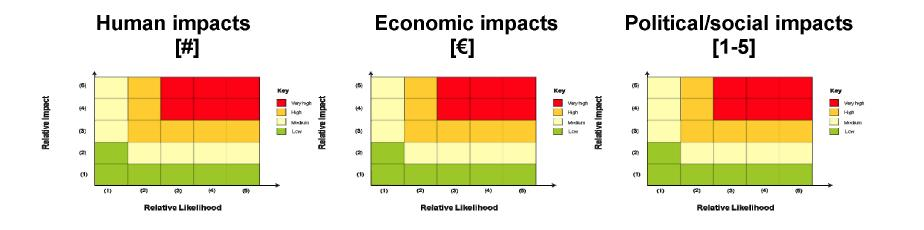 Human impacts
[#]
Relative Impact
(5)
(4)
(3)
(2)
(1)
(1) (2) (3) (4) (5)
Relative Likelihood
Key
Very high
High
Medium
Low
Economic impacts
[€]
Relative Impact
(5)
(4)
(3)
(2)
(1)
(1) (2) (3) (4) (5)
Relative Likelihood
Key
Very high
High
Medium
Low
Political/social impacts
[1-5]
Relative Impact
(5)
(4)
(3)
(2)
(1)
(1) (2) (3) (4) (5)
Relative Likelihood
Key
Very high
High
Medium
Low